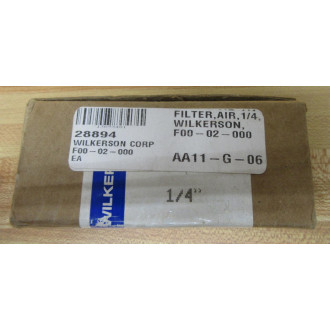 28894
WILKERSON CORP
F00-02-000
EA
FILTER,AIR,1/4,
WILKERSON,
F00-02-000
AA11-G-06
WILKERS
1/4"